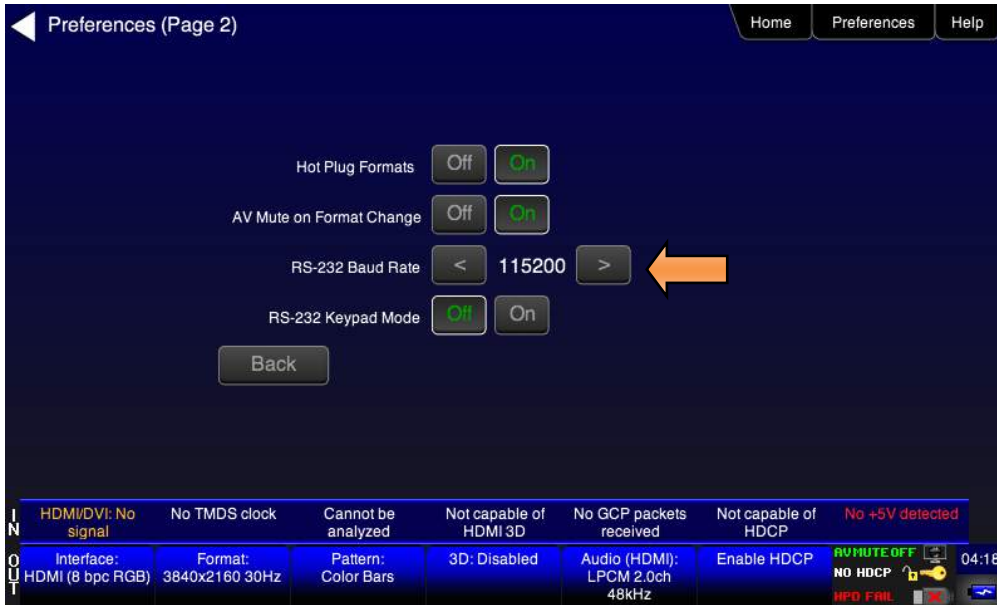 Preferences (Page 2)
Home
Preferences
Help
Hot Plug Formats
Off
On
AV Mute on Format Change
Off
On
RS-232 Baud Rate
<
115200
>
RS-232 Keypad Mode
Off
On
Back
IN
HDMI/DVI: No
signal
No TMDS clock
Cannot be
analyzed
Not capable of
HDMI 3D
No GCP packets
received
Not capable of
HDCP
No +5V detected
OUT
Interface:
HDMI (8 bpc RGB)
Format:
3840x2160 30Hz
Pattern:
Color Bars
3D: Disabled
Audio (HDMI):
LPCM 2.0ch
48kHz
Enable HDCP
AVMUTEOFF
NO HDCP
HPD FAIL
04:18